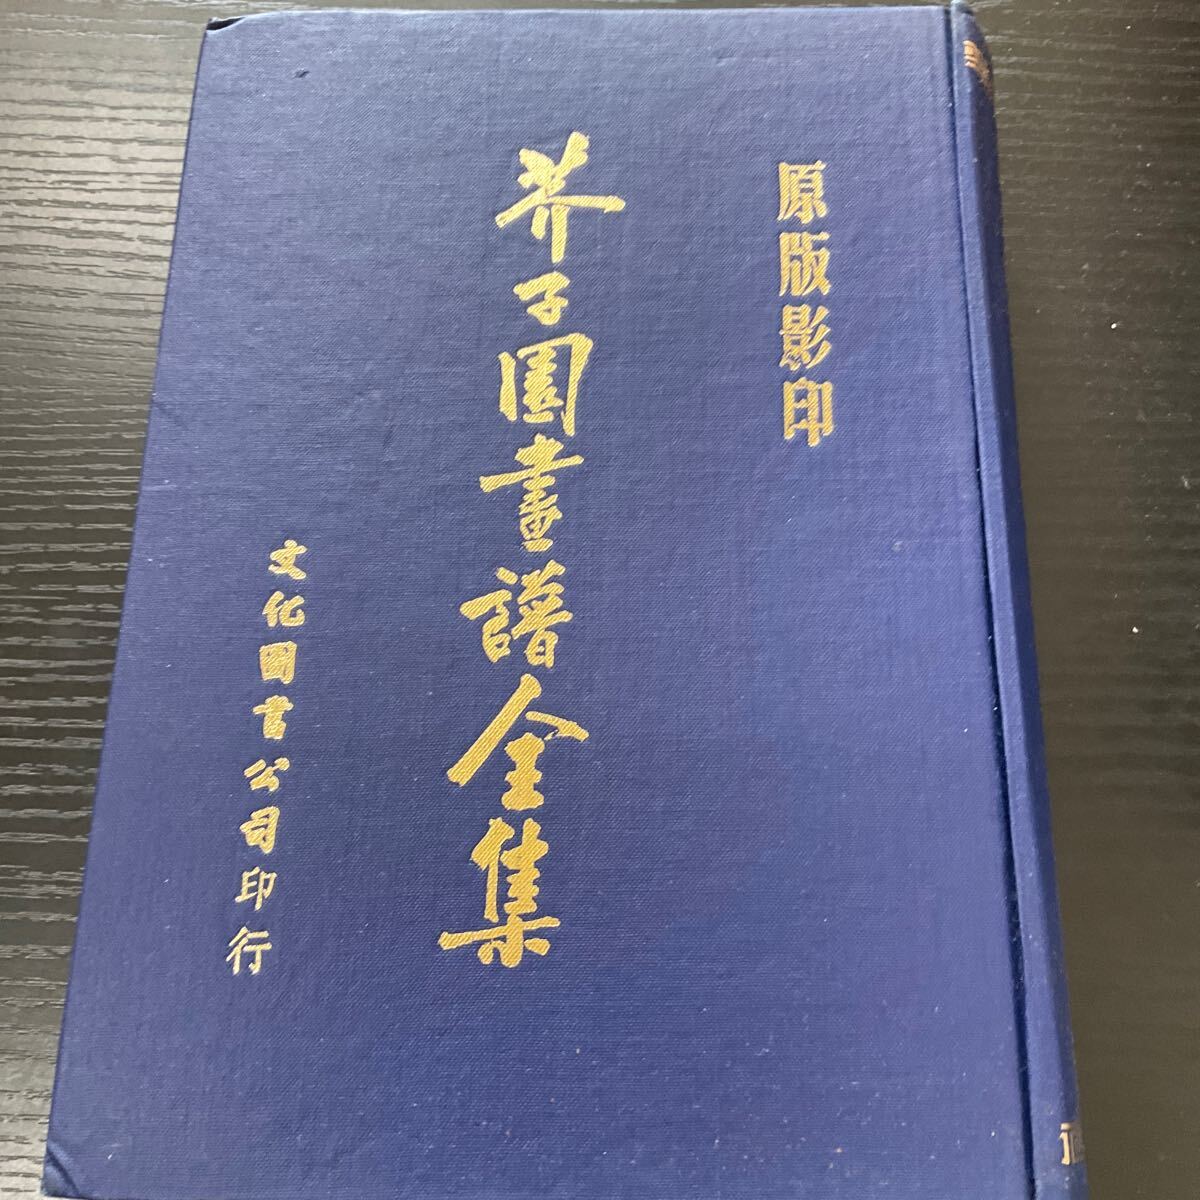 原版影印
芥子園畫譜全集
文化圖書公司印行